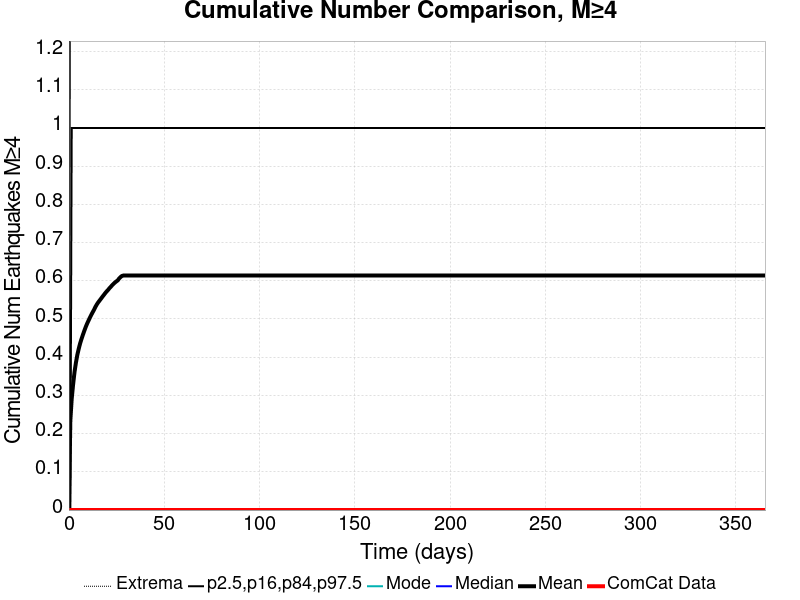 Cumulative Number Comparison, M≥4
Cumulative Num Earthquakes M≥4
1.2
1.1
1
0.9
0.8
0.7
0.6
0.5
0.4
0.3
0.2
0.1
0
0 50 100 150 200 250 300 350
Time (days)
Extrema p2.5,p16,p84,p97.5 Mode Median Mean ComCat Data